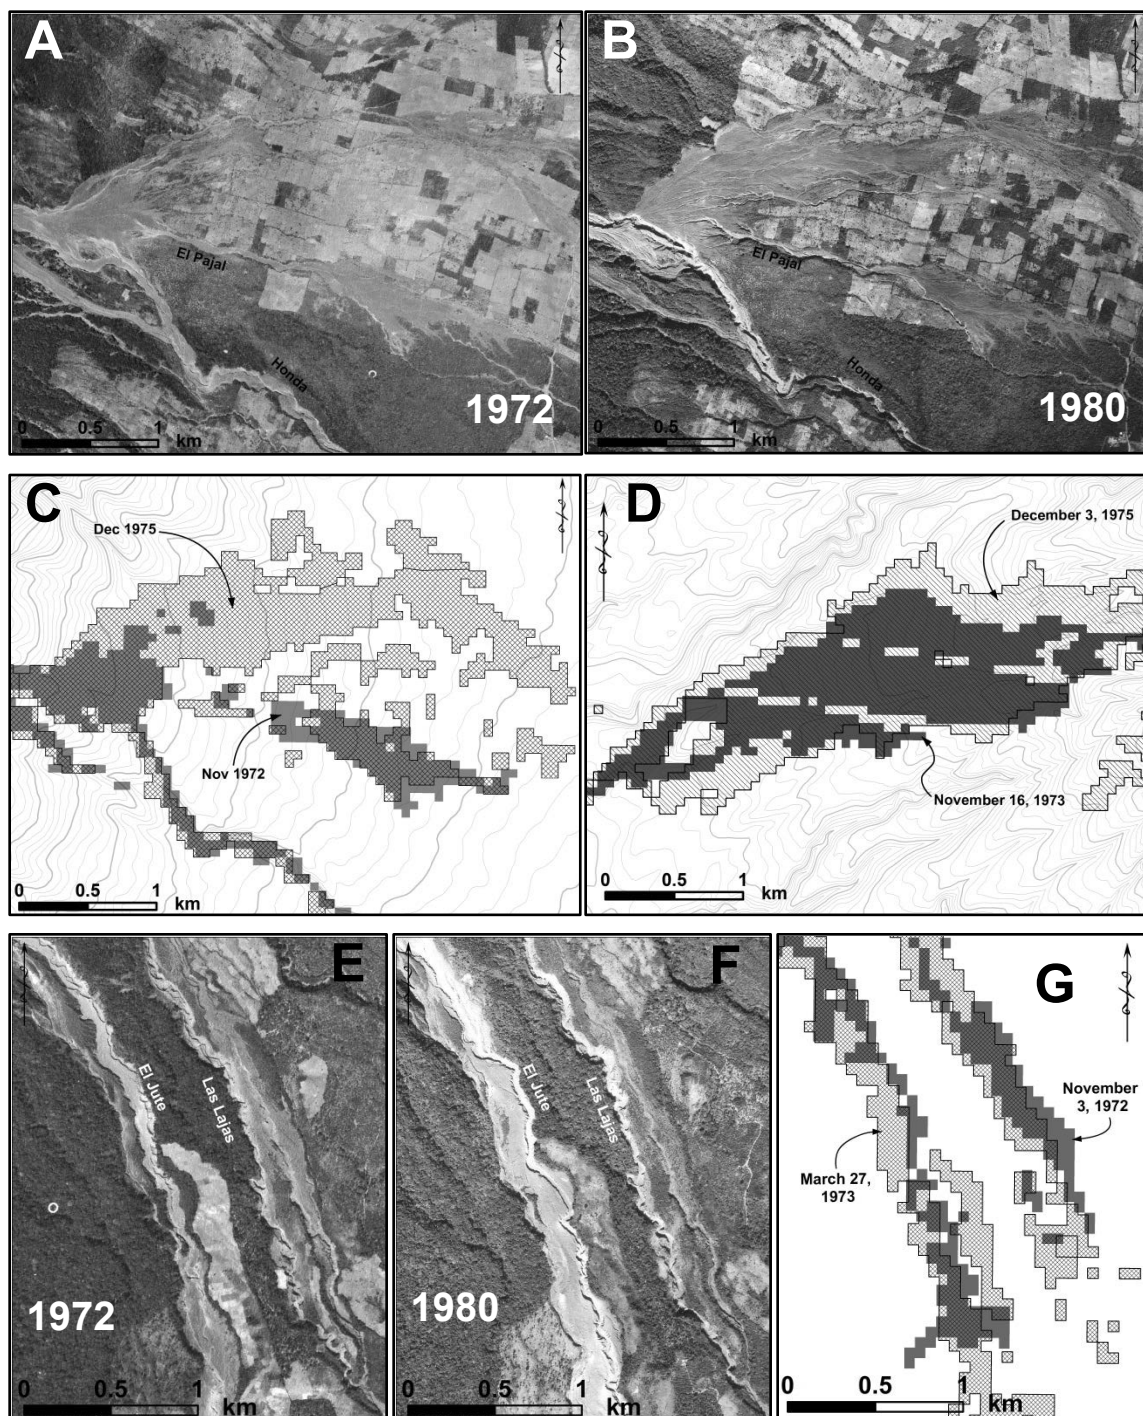 A
B
El Pajal
Honda
1972
0 0.5 1
km
El Pajal
Honda
1980
0 0.5 1
km
C
Dec 1975
Nov 1972
0 0.5 1
km
D
December 3, 1975
November 16, 1973
0 0.5 1
km
E
El Jute
Las Lajas
1972
0 0.5 1
km
F
El Jute
Las Lajas
1980
0 0.5 1
km
G
November
3, 1972
March 27,
1973
0 0.5 1
km